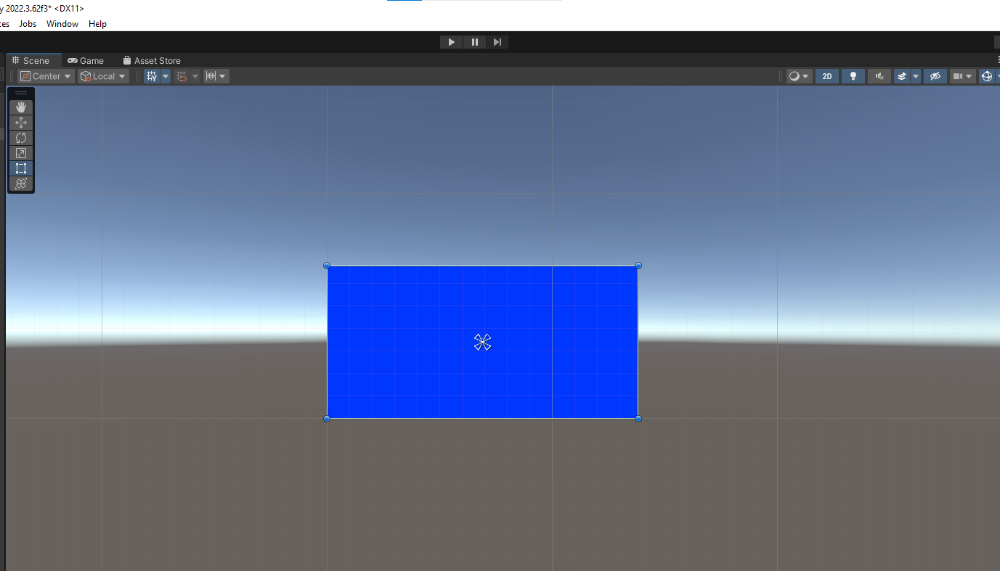 y 2022.3.62f3* <DX11>
ces Jobs Window Help
Scene Game Asset Store
Center Local 2D